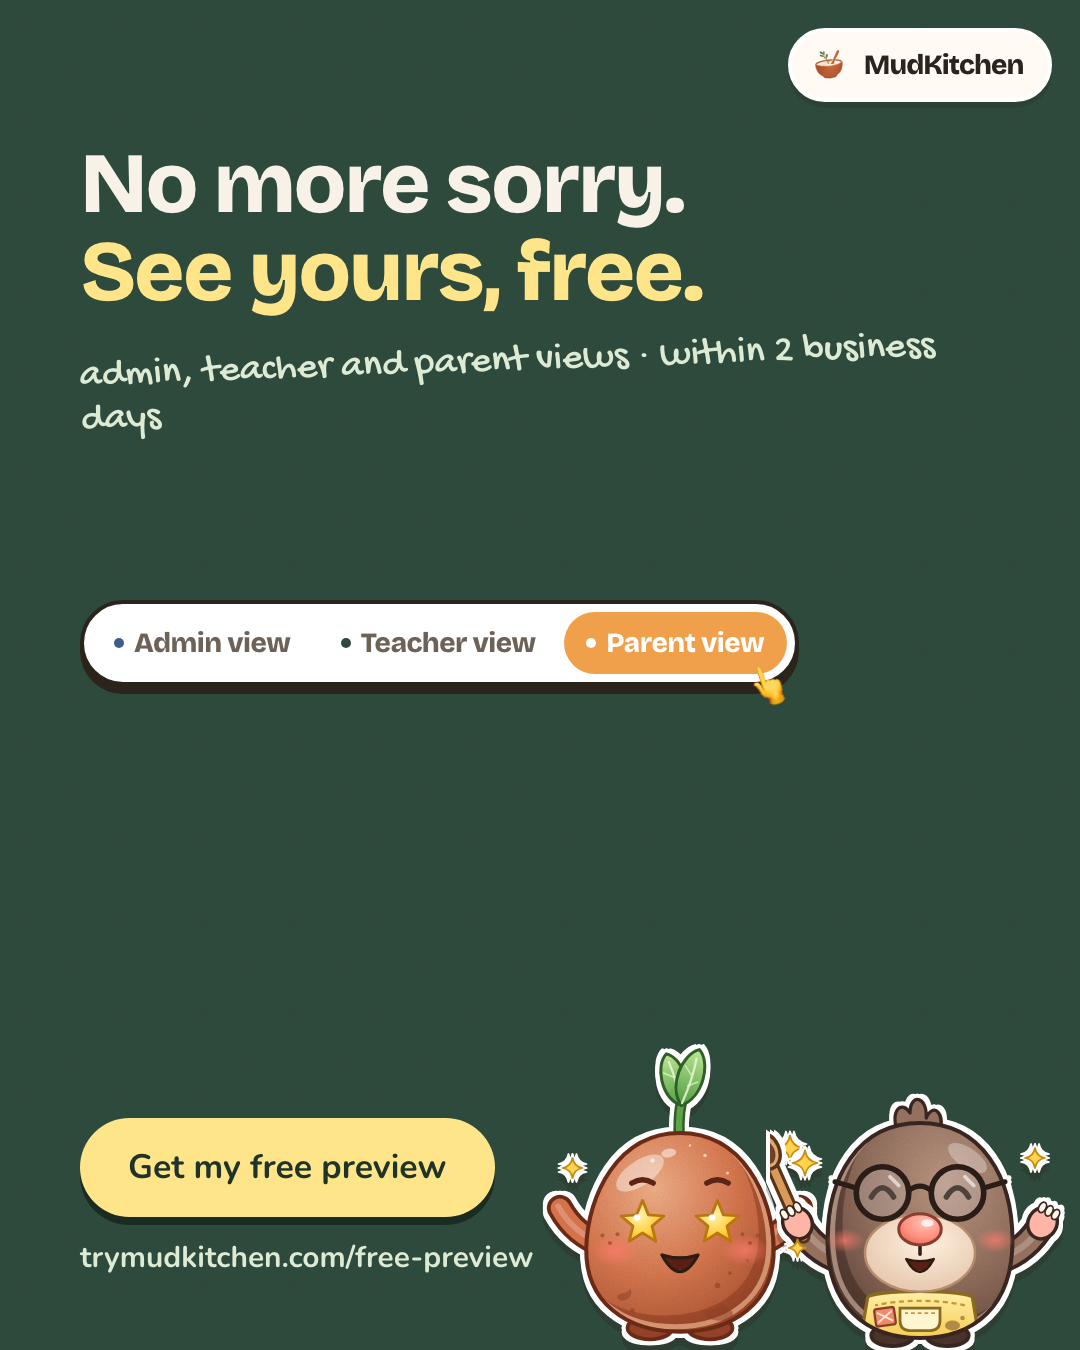 MudKitchen
No more sorry.
See yours, free.
admin, teacher and parent views · within 2 business
days
Admin view Teacher view Parent view
Get my free preview
trymudkitchen.com/free-preview